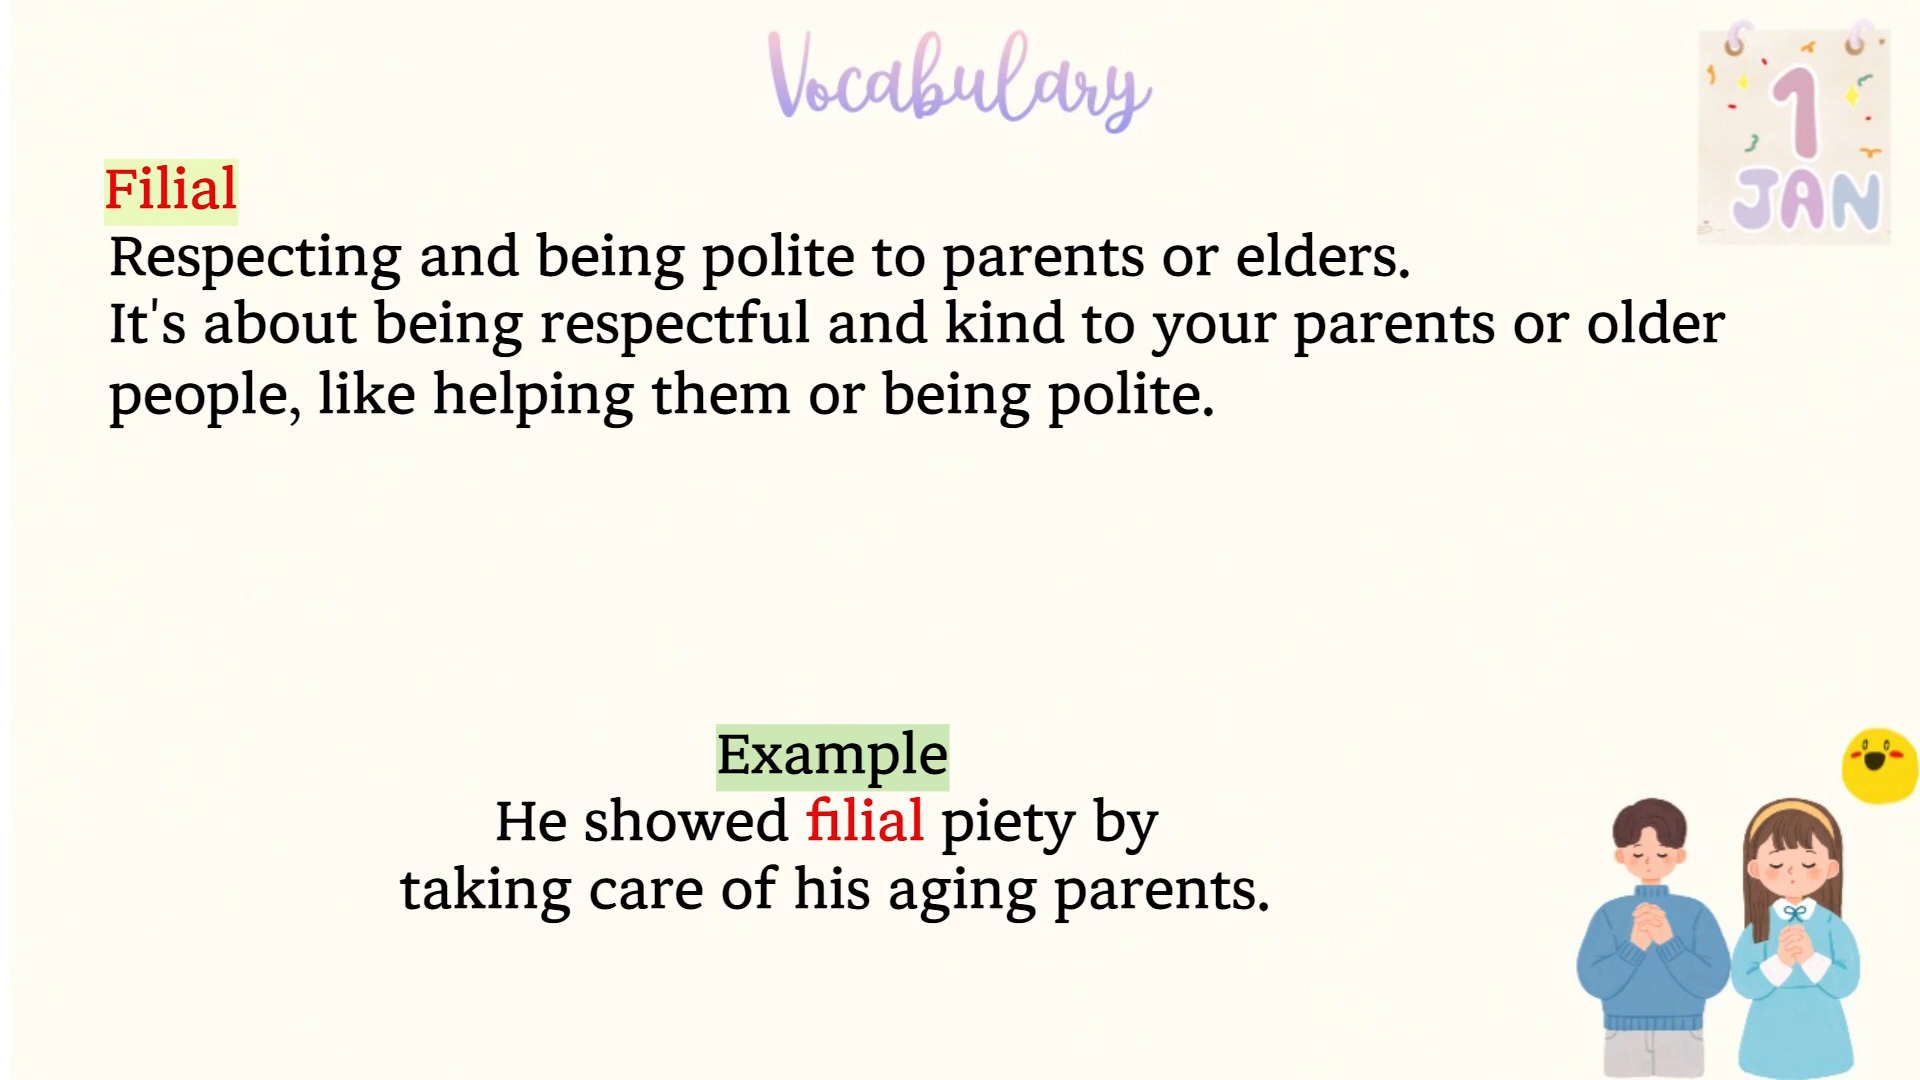 Vocabulary
1
JAN
Filial
Respecting and being polite to parents or elders.
It's about being respectful and kind to your parents or older
people, like helping them or being polite.
Example
He showed filial piety by
taking care of his aging parents.